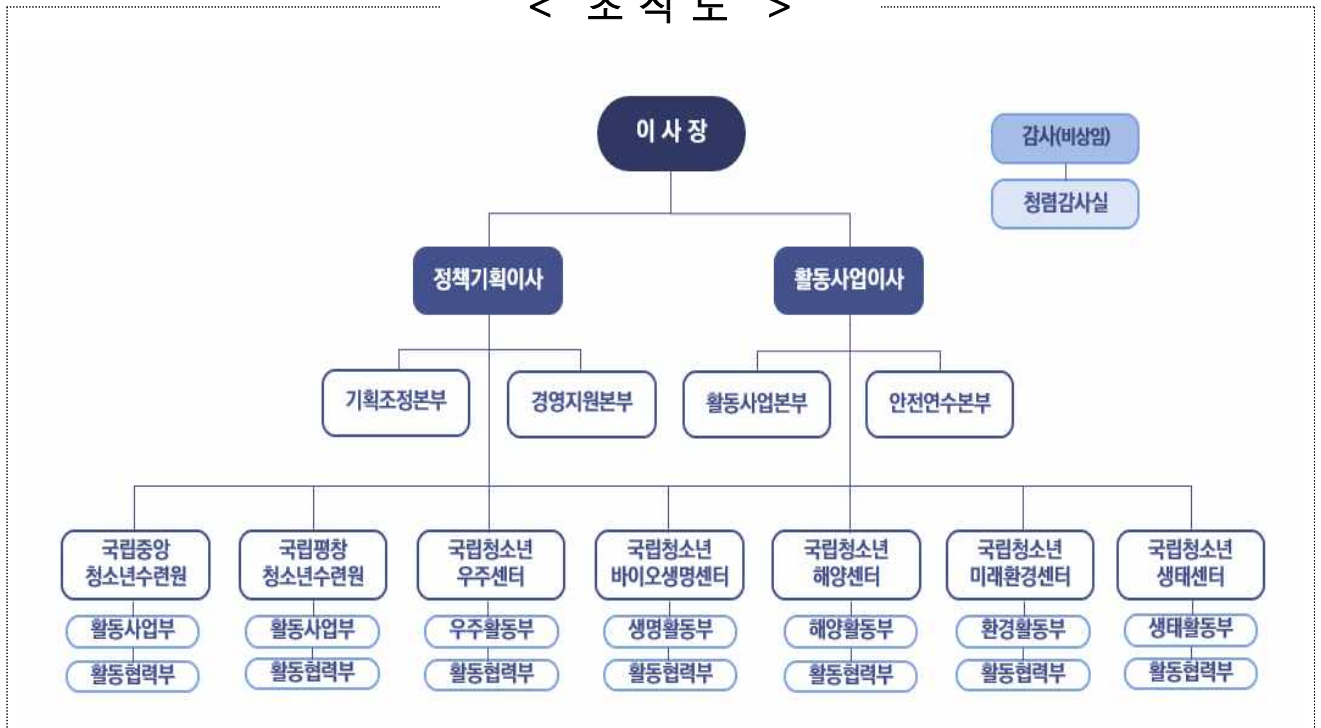 < 조 직 도 >
이 사 장
감사(비상임)
청렴감사실
정책기획이사
활동사업이사
기획조정본부
경영지원본부
활동사업본부
안전연수본부
국립중앙
청소년수련원
국립평창
청소년수련원
국립청소년
우주센터
국립청소년
바이오생명센터
국립청소년
해양센터
국립청소년
미래환경센터
국립청소년
생태센터
활동사업부
활동사업부
우주활동부
생명활동부
해양활동부
환경활동부
생태활동부
활동협력부
활동협력부
활동협력부
활동협력부
활동협력부
활동협력부
활동협력부